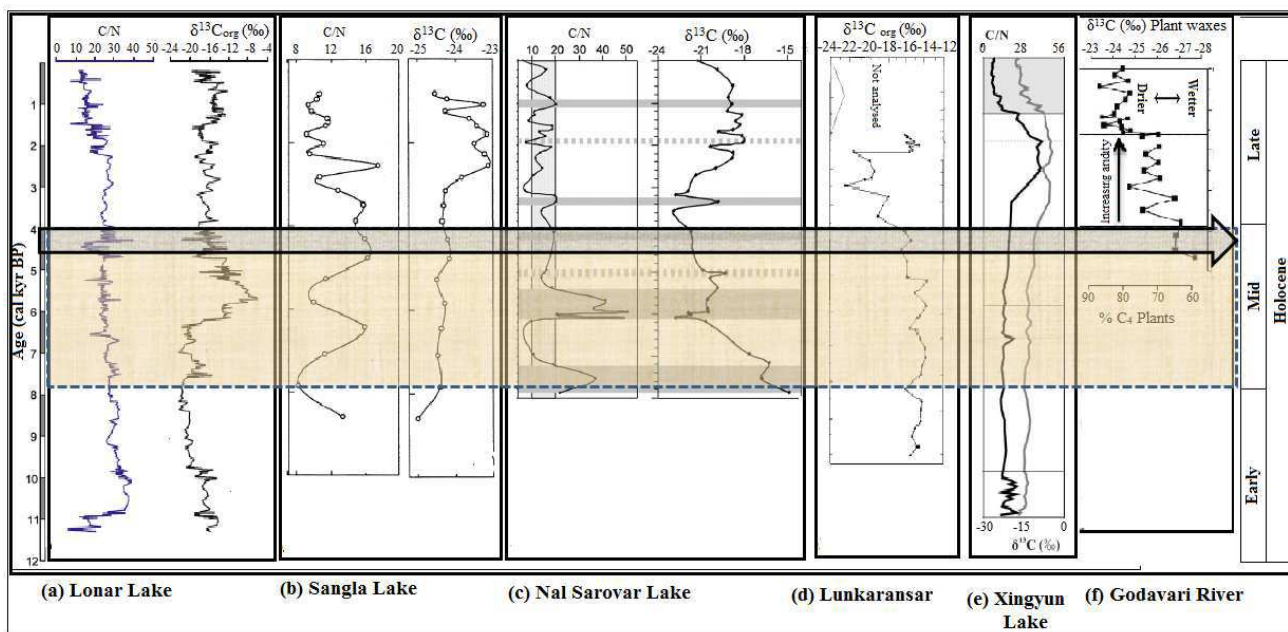 C/N
δ¹³Corg (‰)
C/N
δ¹³C (‰)
C/N
δ¹³C (‰)
δ¹³C org (‰)
C/N
δ¹³C (‰) Plant waxes
0 10 20 30 40 50
-24 -20 -16 -12 -8 -4
8 12 16 20
-25 -24 -23
10 20 30 40 50
-24 -21 -18 -15
-24-22-20-18-16-14-12
0 28 56
-23 -24 -25 -26 -27 -28
Not analysed
Drier Wetter
Increasing aridity
1
2
3
4
5
6
7
8
9
10
11
12
Age (cal kyr BP)
90 80 70 60
% C₄ Plants
-30 -15 0
δ¹³C (‰)
Late
Mid
Early
Holocene
(a) Lonar Lake
(b) Sangla Lake
(c) Nal Sarovar Lake
(d) Lunkaransar
(e) Xingyun
Lake
(f) Godavari River